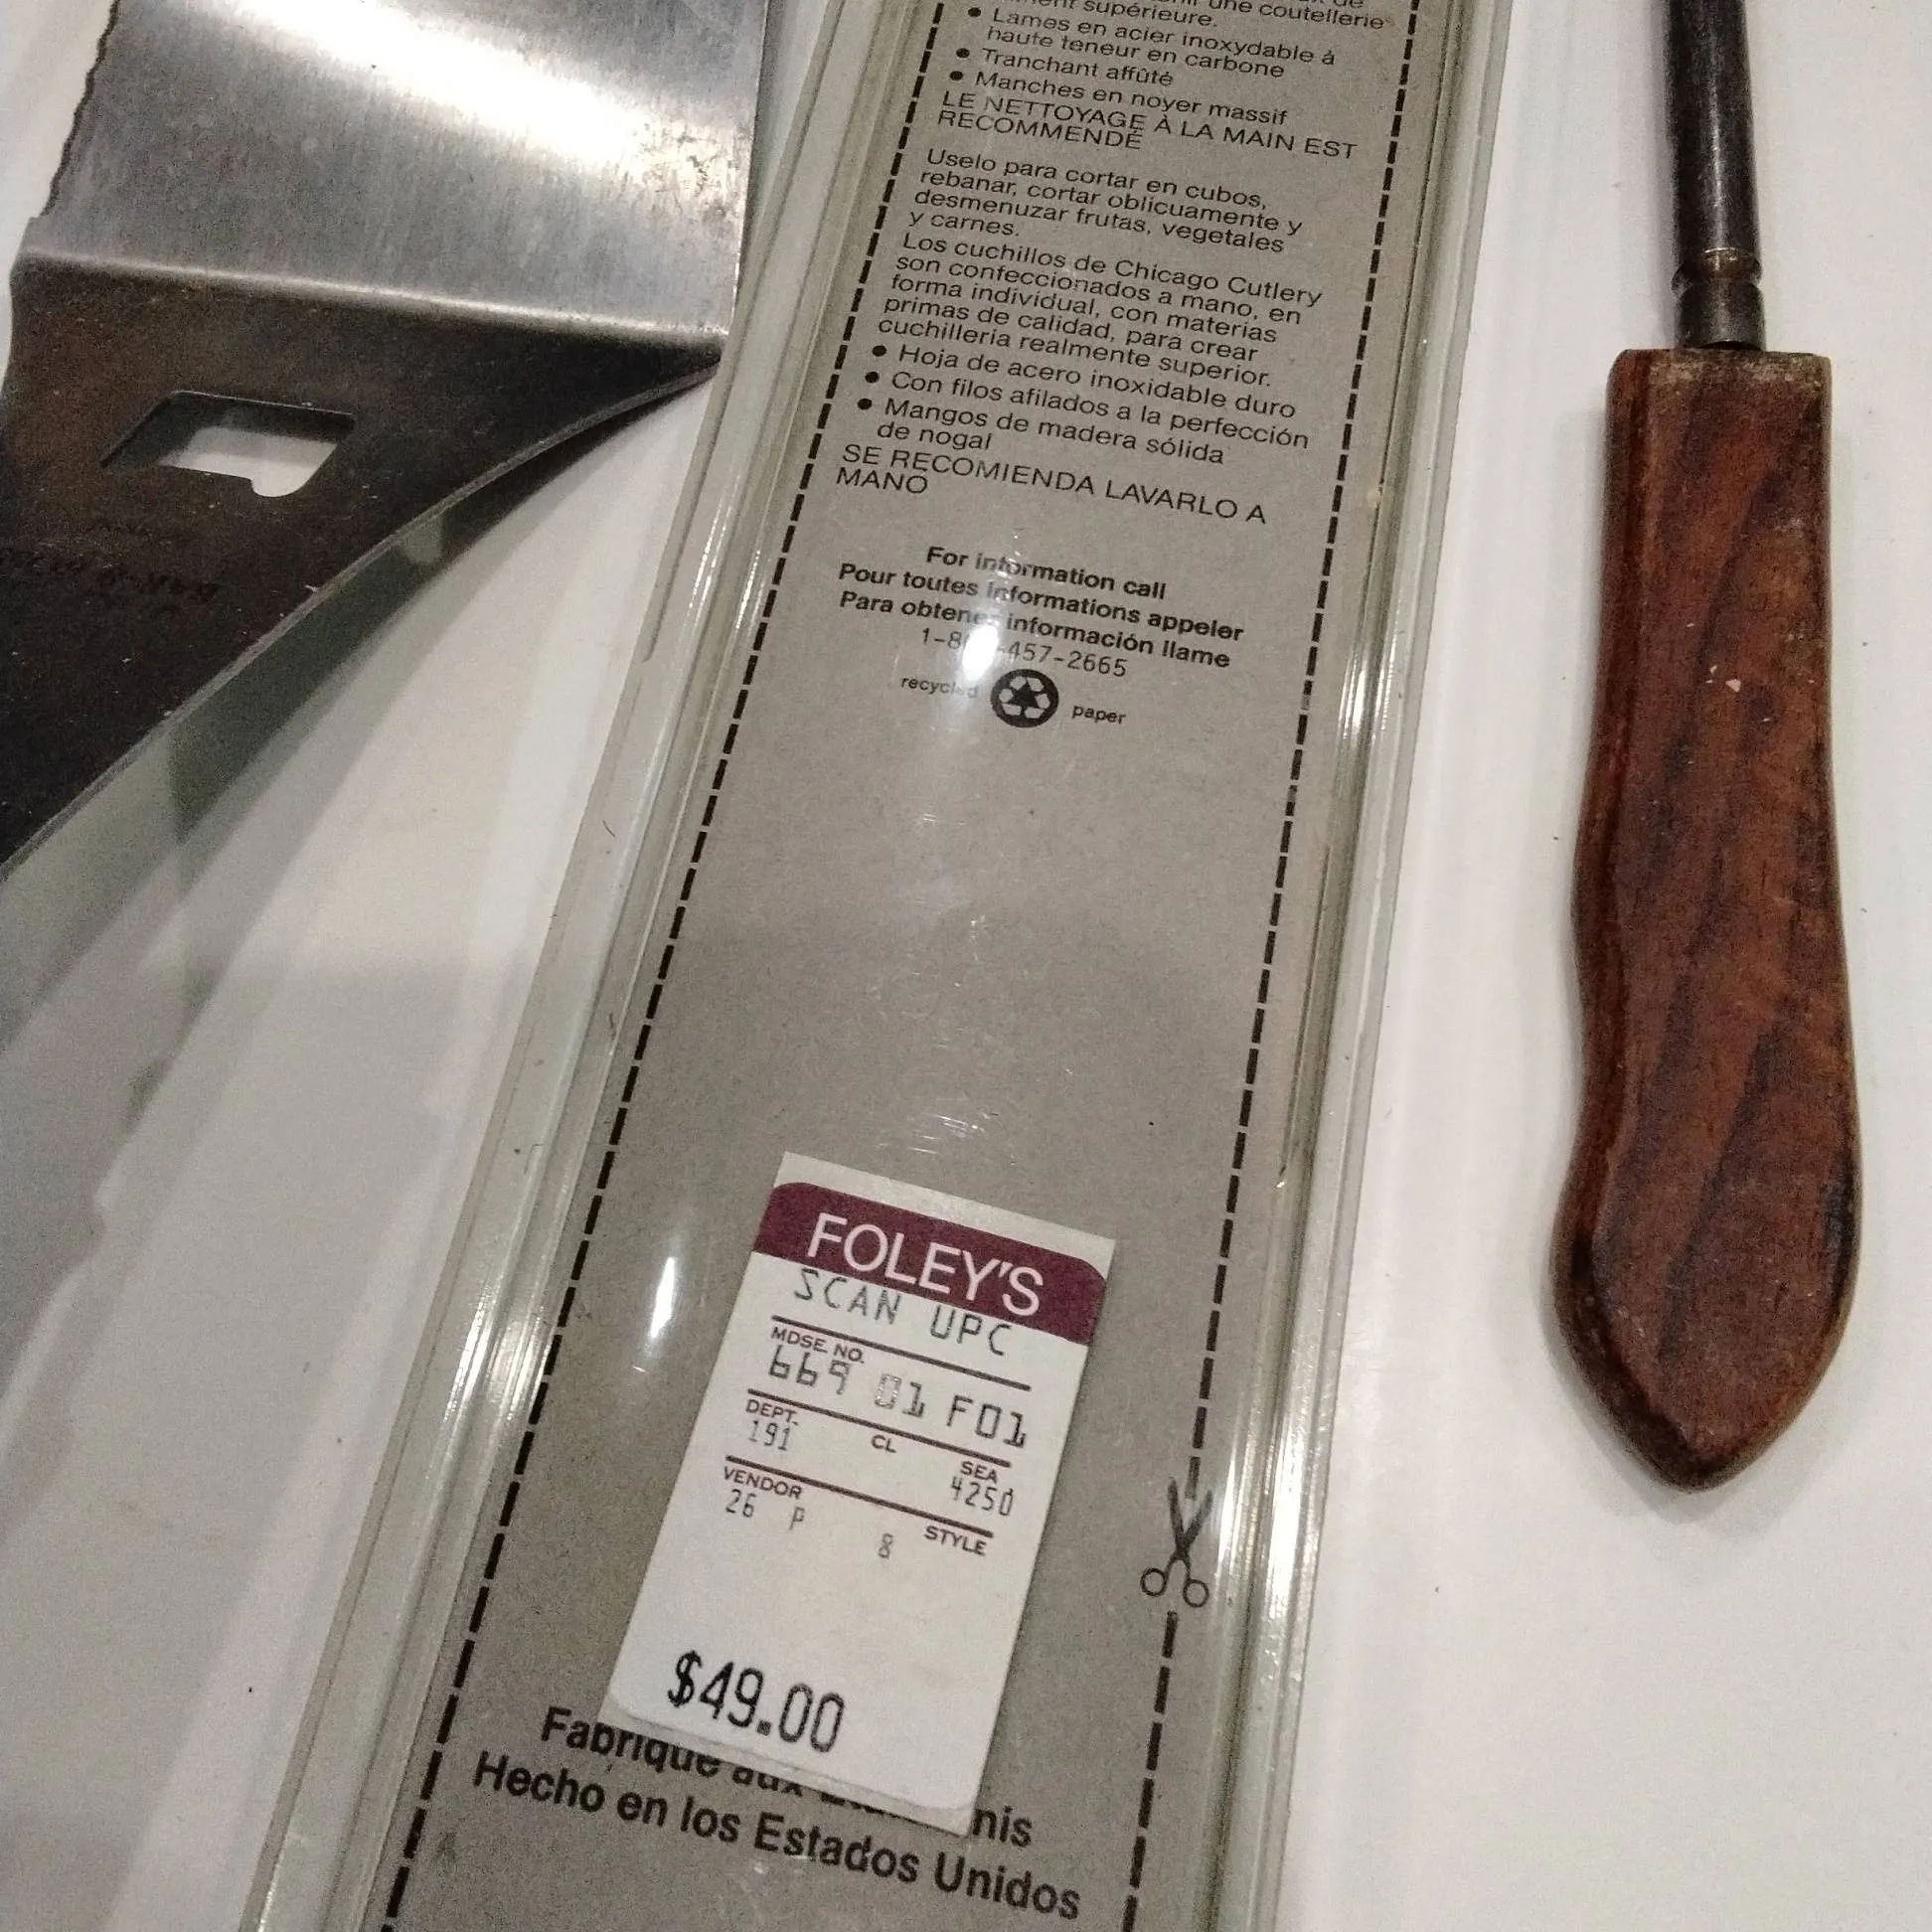 une coutellerie
supérieure.
• Lames en acier inoxydable à
haute teneur en carbone
• Tranchant affûté
• Manches en noyer massif
LE NETTOYAGE À LA MAIN EST
RECOMMENDÉ
Uselo para cortar en cubos,
rebanar, cortar oblicuamente y
desmenuzar frutas, vegetales
y carnes.
Los cuchillos de Chicago Cutlery
son confeccionados a mano, en
forma individual, con materias
primas de calidad, para crear
cuchillería realmente superior.
• Hoja de acero inoxidable duro
• Con filos afilados a la perfección
• Mangos de madera sólida
de nogal
SE RECOMIENDA LAVARLO A
MANO
For information call
Pour toutes informations appeler
Para obtener información llame
457-2665
recycled paper
FOLEY'S
SCAN UPC
MDSE. NO.
669 01 F01
DEPT. CL SEA
191 4250
VENDOR STYLE
26 P 8
$49.00
Fabrique aux
Hecho en los Estados Unidos